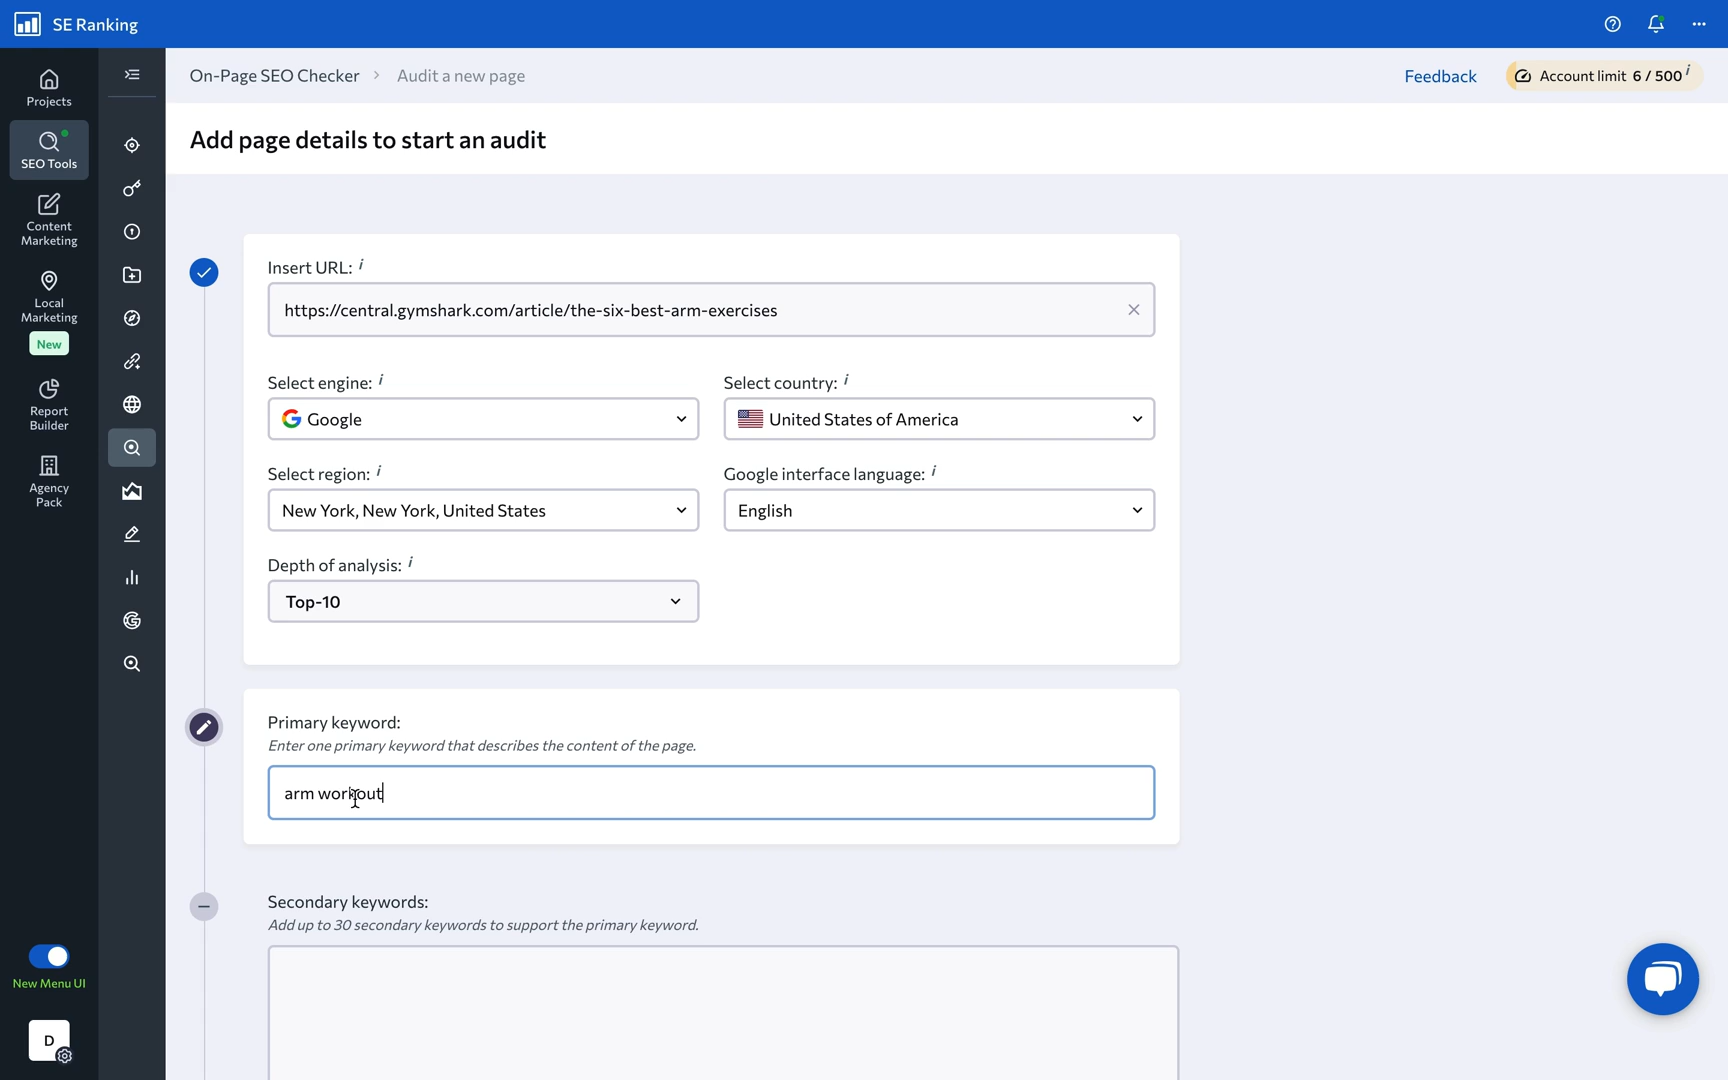 SE Ranking
Projects
SEO Tools
Content
Marketing
Local
Marketing
New
Report
Builder
Agency
Pack
New Menu UI
D
On-Page SEO Checker > Audit a new page
Feedback
Account limit 6 / 500 i
Add page details to start an audit
Insert URL: i
https://central.gymshark.com/article/the-six-best-arm-exercises
Select engine: i
Google
Select country: i
United States of America
Select region: i
New York, New York, United States
Google interface language: i
English
Depth of analysis: i
Top-10
Primary keyword:
Enter one primary keyword that describes the content of the page.
arm workout
Secondary keywords:
Add up to 30 secondary keywords to support the primary keyword.